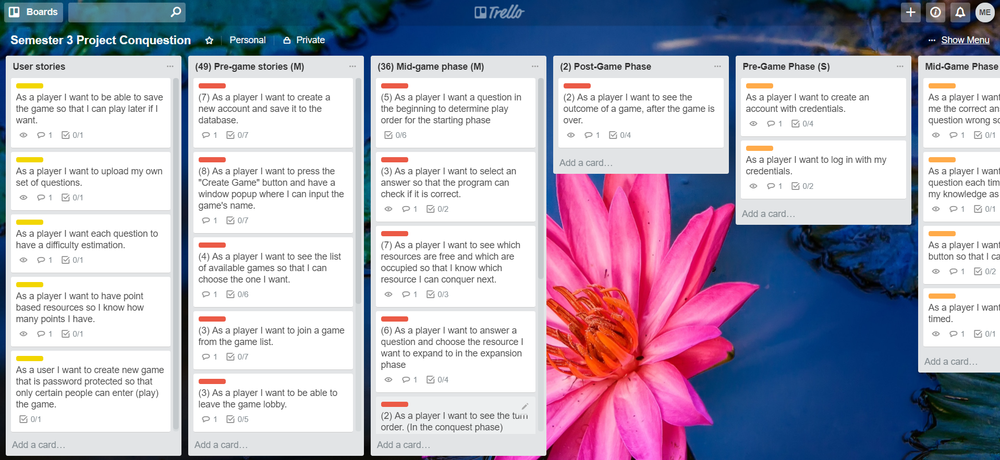 Boards
Trello
ME
Semester 3 Project Conquestion
Personal
Private
Show Menu
User stories
As a player I want to be able to save
the game so that I can play later if I
want.
1
0/1
As a player I want to upload my own
set of questions.
1
0/1
As a player I want each question to
have a difficulty estimation.
1
0/1
As a player I want to have point
based resources so I know how
many points I have.
1
0/1
As a user I want to create new game
that is password protected so that
only certain people can enter (play)
the game.
0/1
Add a card…
(49) Pre-game stories (M)
(7) As a player I want to create a
new account and save it to the
database.
1
0/7
(8) As a player I want to press the
"Create Game" button and have a
window popup where I can input the
game's name.
1
0/7
(4) As a player I want to see the list
of available games so that I can
choose the one I want.
1
0/6
(3) As a player I want to join a game
from the game list.
1
0/7
(3) As a player I want to be able to
leave the game lobby.
1
0/5
Add a card…
(36) Mid-game phase (M)
(5) As a player I want a question in
the beginning to determine play
order for the starting phase
0/6
(3) As a player I want to select an
answer so that the program can
check if it is correct.
1
0/2
(7) As a player I want to see which
resources are free and which are
occupied so that I know which
resource I can conquer next.
1
0/3
(6) As a player I want to answer a
question and choose the resource I
want to expand to in the expansion
phase
1
0/4
(2) As a player I want to see the turn
order. (In the conquest phase)
Add a card…
(2) Post-Game Phase
(2) As a player I want to see the
outcome of a game, after the game is
over.
1
0/4
Add a card…
Pre-Game Phase (S)
As a player I want to create an
account with credentials.
1
0/4
As a player I want to log in with my
credentials.
1
0/2
Add a card…
Mid-Game Phase
As a player I want
me the correct an
question wrong so
1
0/1
As a player I want
question each tim
my knowledge as
1
0/1
As a player I want
button so that I ca
1
0/2
As a player I want
timed.
1
0/1
Add a card…